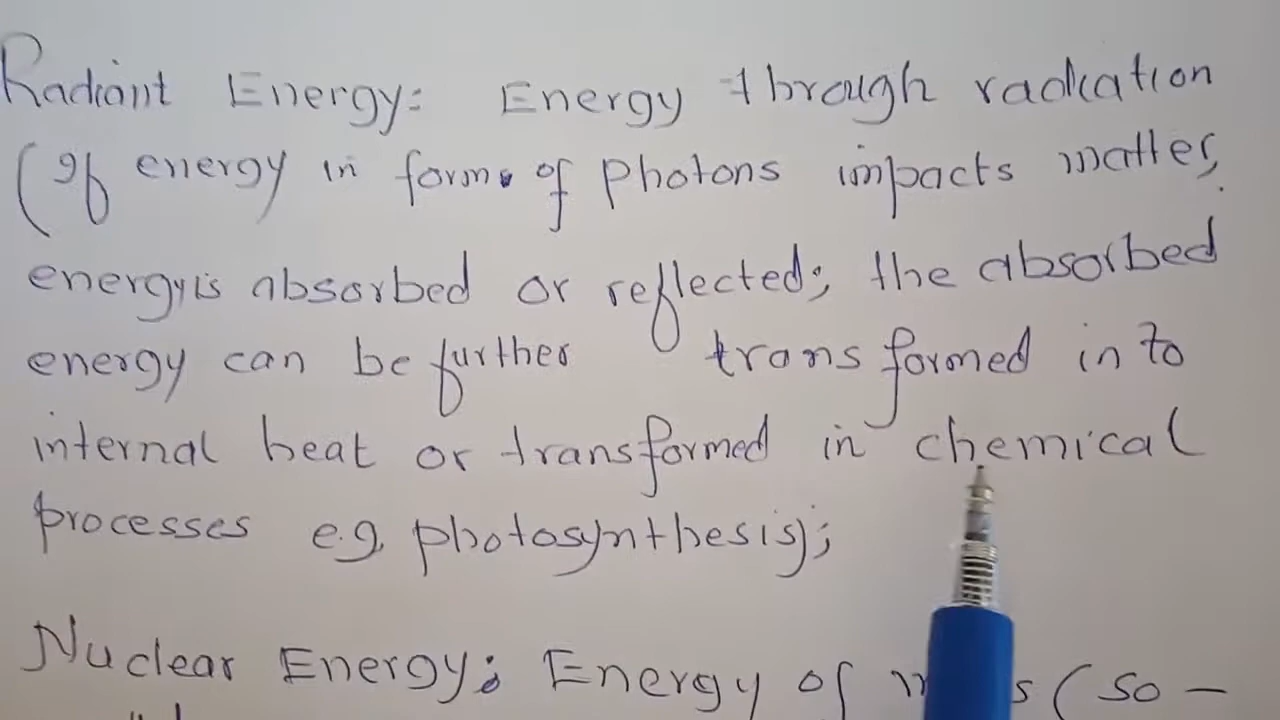 Radiant Energy: Energy through radiation
(If energy in form of photons impacts matter,
energy is absorbed or reflected; the absorbed
energy can be further transformed in to
internal heat or transformed in chemical
processes e.g. photosynthesis);
Nuclear Energy: Energy of (so-